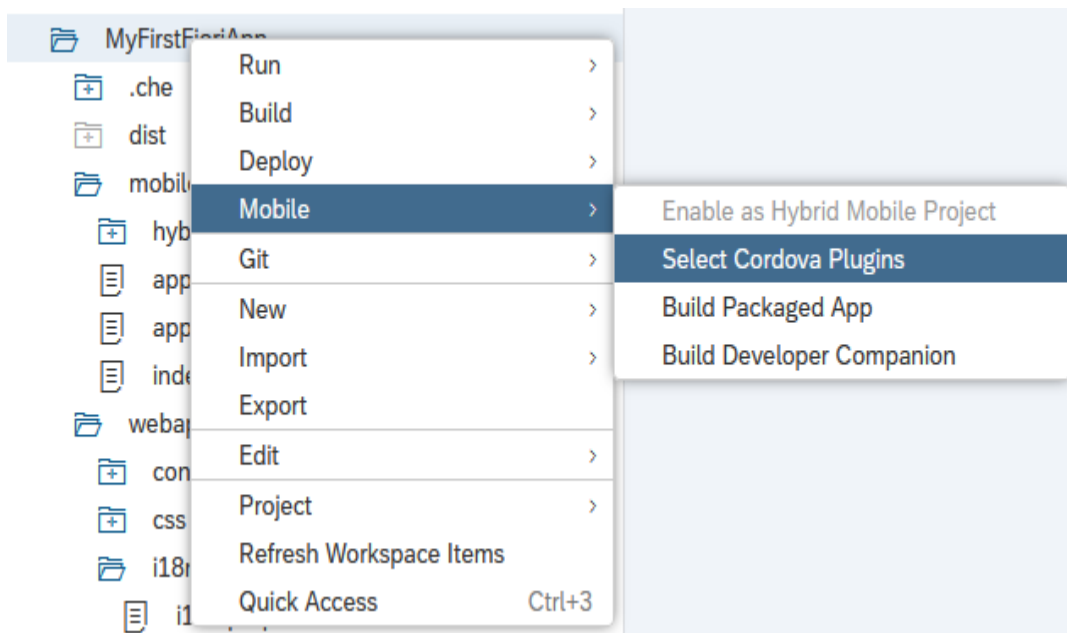 MyFirstFioriApp
.che
dist
Run
Build
Deploy
Mobile
Git
New
Import
Export
Edit
Project
Refresh Workspace Items
Quick Access Ctrl+3
Enable as Hybrid Mobile Project
Select Cordova Plugins
Build Packaged App
Build Developer Companion
css